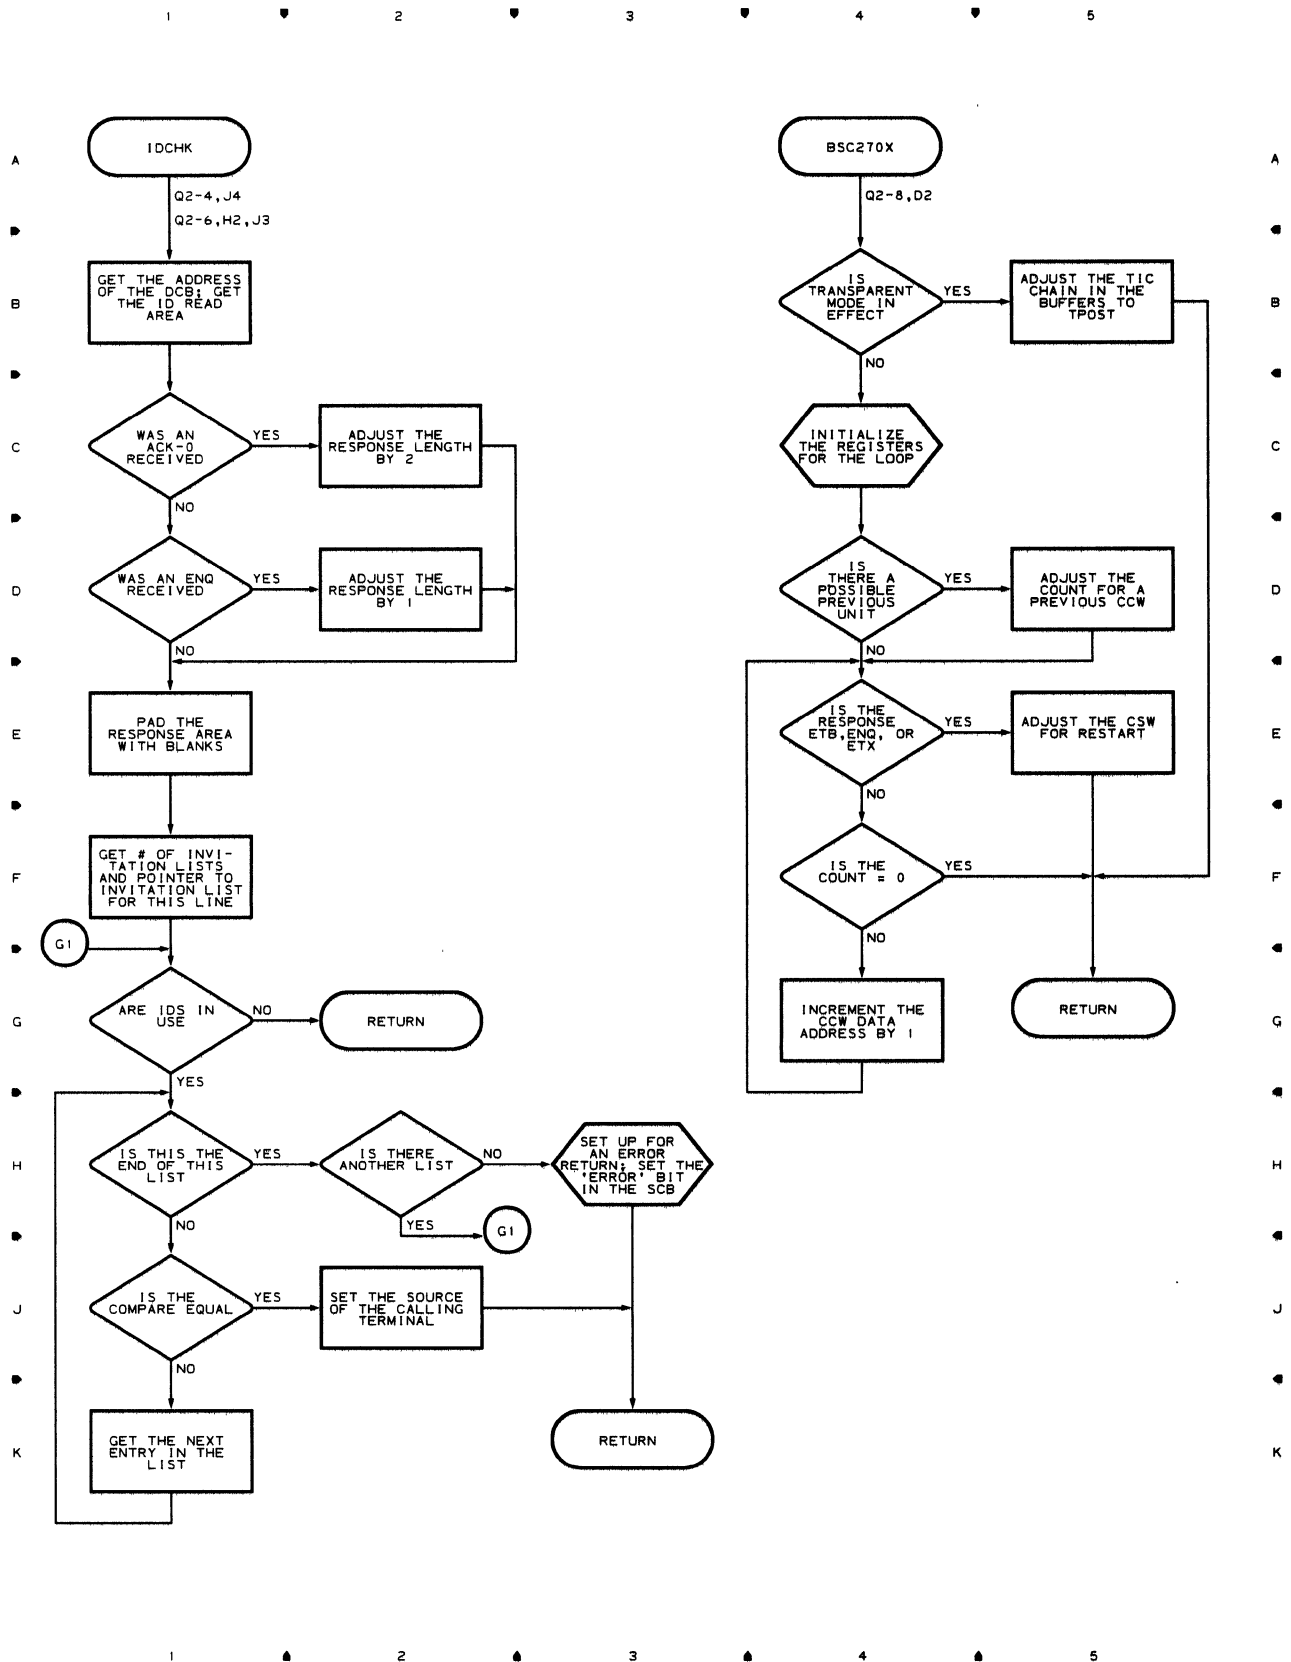 1 2 3 4 5
A A
IDCHK
Q2-4,J4
Q2-6,H2,J3
B B
GET THE ADDRESS
OF THE DCB; GET
THE ID READ
AREA
C C
WAS AN
ACK-0
RECEIVED
YES
ADJUST THE
RESPONSE LENGTH
BY 2
NO
D D
WAS AN ENQ
RECEIVED
YES
ADJUST THE
RESPONSE LENGTH
BY 1
NO
E E
PAD THE
RESPONSE AREA
WITH BLANKS
F F
GET # OF INVI-
TATION LISTS
AND POINTER TO
INVITATION LIST
FOR THIS LINE
G1
G G
ARE IDS IN
USE
NO
RETURN
YES
H H
IS THIS THE
END OF THIS
LIST
YES
IS THERE
ANOTHER LIST
NO
SET UP FOR
AN ERROR
RETURN; SET THE
'ERROR' BIT
IN THE SCB
NO
YES
G1
J J
IS THE
COMPARE EQUAL
YES
SET THE SOURCE
OF THE CALLING
TERMINAL
NO
K K
GET THE NEXT
ENTRY IN THE
LIST
RETURN
BSC270X
Q2-8,D2
IS
TRANSPARENT
MODE IN
EFFECT
YES
ADJUST THE TIC
CHAIN IN THE
BUFFERS TO
TPOST
NO
INITIALIZE
THE REGISTERS
FOR THE LOOP
IS
THERE A
POSSIBLE
PREVIOUS
UNIT
YES
ADJUST THE
COUNT FOR A
PREVIOUS CCW
NO
IS THE
RESPONSE
ETB,ENQ, OR
ETX
YES
ADJUST THE CSW
FOR RESTART
NO
IS THE
COUNT = 0
YES
NO
INCREMENT THE
CCW DATA
ADDRESS BY 1
RETURN
1 2 3 4 5